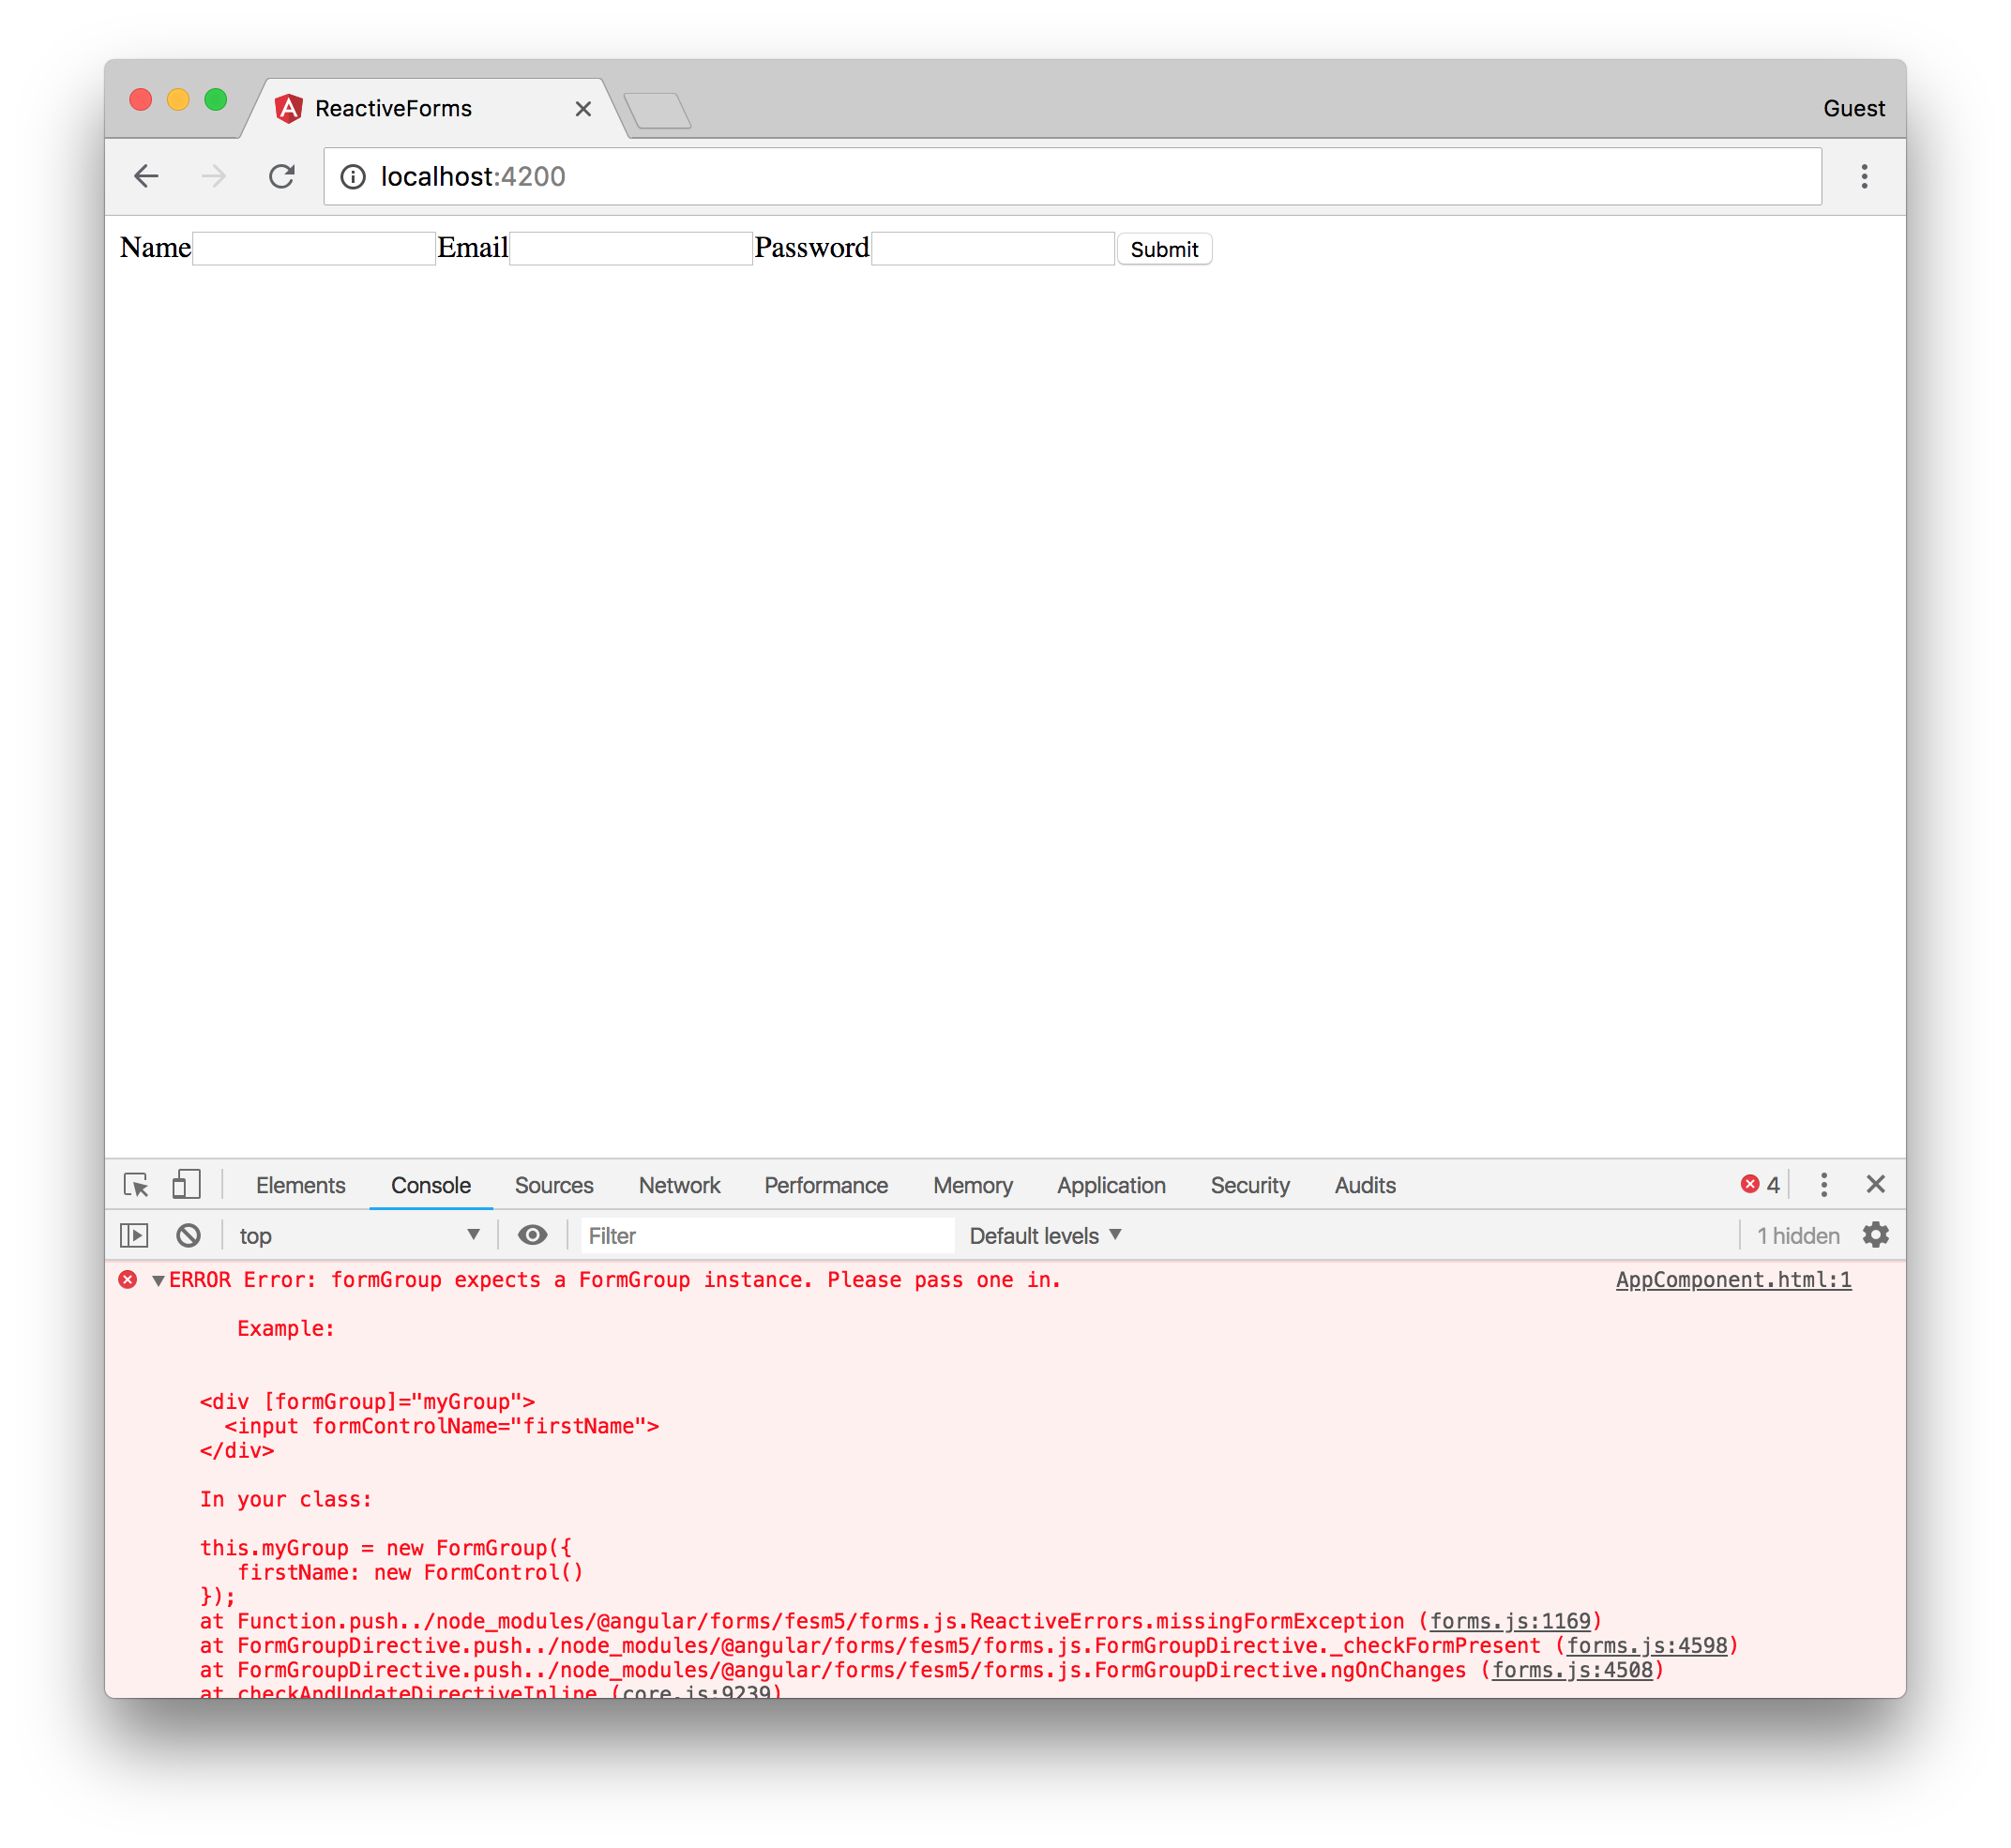 ReactiveForms
Guest
localhost:4200
Name Email Password Submit
Elements Console Sources Network Performance Memory Application Security Audits 4
top Filter Default levels 1 hidden
ERROR Error: formGroup expects a FormGroup instance. Please pass one in. AppComponent.html:1
Example:
<div [formGroup]="myGroup">
<input formControlName="firstName">
</div>
In your class:
this.myGroup = new FormGroup({
firstName: new FormControl()
});
at Function.push../node_modules/@angular/forms/fesm5/forms.js.ReactiveErrors.missingFormException (forms.js:1169)
at FormGroupDirective.push../node_modules/@angular/forms/fesm5/forms.js.FormGroupDirective._checkFormPresent (forms.js:4598)
at FormGroupDirective.push../node_modules/@angular/forms/fesm5/forms.js.FormGroupDirective.ngOnChanges (forms.js:4508)
at checkAndUpdateDirectiveInline (core.js:9239)